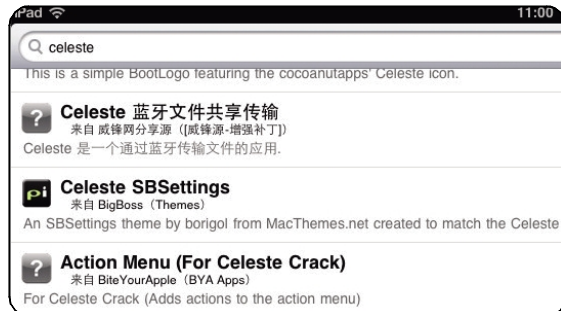 iPad 11:00
celeste
This is a simple BootLogo featuring the cocoanutapps' Celeste icon.
Celeste 蓝牙文件共享传输
来自 威锋网分享源（[威锋源-增强补丁]）
Celeste 是一个通过蓝牙传输文件的应用.
Celeste SBSettings
来自 BigBoss（Themes）
An SBSettings theme by borigol from MacThemes.net created to match the Celeste
Action Menu (For Celeste Crack)
来自 BiteYourApple（BYA Apps）
For Celeste Crack (Adds actions to the action menu)